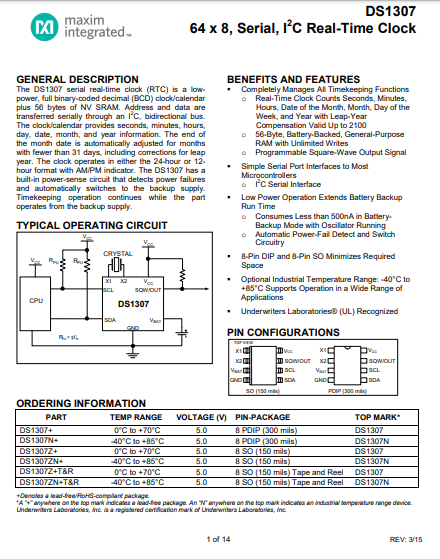 maxim
integrated™
DS1307
64 x 8, Serial, I²C Real-Time Clock
GENERAL DESCRIPTION
The DS1307 serial real-time clock (RTC) is a low-
power, full binary-coded decimal (BCD) clock/calendar
plus 56 bytes of NV SRAM. Address and data are
transferred serially through an I²C, bidirectional bus.
The clock/calendar provides seconds, minutes, hours,
day, date, month, and year information. The end of
the month date is automatically adjusted for months
with fewer than 31 days, including corrections for leap
year. The clock operates in either the 24-hour or 12-
hour format with AM/PM indicator. The DS1307 has a
built-in power-sense circuit that detects power failures
and automatically switches to the backup supply.
Timekeeping operation continues while the part
operates from the backup supply.
TYPICAL OPERATING CIRCUIT
VCC
VCC
VCC
RPU
RPU
CRYSTAL
X1 X2 VCC
SCL SQW/OUT
CPU
DS1307
SDA VBAT
GND
BENEFITS AND FEATURES
▪ Completely Manages All Timekeeping Functions
o Real-Time Clock Counts Seconds, Minutes,
Hours, Date of the Month, Month, Day of the
Week, and Year with Leap-Year
Compensation Valid Up to 2100
o 56-Byte, Battery-Backed, General-Purpose
RAM with Unlimited Writes
o Programmable Square-Wave Output Signal
▪ Simple Serial Port Interfaces to Most
Microcontrollers
o I²C Serial Interface
▪ Low Power Operation Extends Battery Backup
Run Time
o Consumes Less than 500nA in Battery-
Backup Mode with Oscillator Running
o Automatic Power-Fail Detect and Switch
Circuitry
▪ 8-Pin DIP and 8-Pin SO Minimizes Required
Space
▪ Optional Industrial Temperature Range: -40°C to
+85°C Supports Operation in a Wide Range of
Applications
▪ Underwriters Laboratories® (UL) Recognized
PIN CONFIGURATIONS
TOP VIEW
X1 VCC X1 VCC
X2 SQW/OUT X2 SQW/OUT
VBAT SCL VBAT SCL
GND SDA GND SDA
SO (150 mils) PDIP (300 mils)
ORDERING INFORMATION
PART TEMP RANGE VOLTAGE (V) PIN-PACKAGE TOP MARK*
DS1307+ 0°C to +70°C 5.0 8 PDIP (300 mils) DS1307
DS1307N+ -40°C to +85°C 5.0 8 PDIP (300 mils) DS1307N
DS1307Z+ 0°C to +70°C 5.0 8 SO (150 mils) DS1307
DS1307ZN+ -40°C to +85°C 5.0 8 SO (150 mils) DS1307N
DS1307Z+T&R 0°C to +70°C 5.0 8 SO (150 mils) Tape and Reel DS1307
DS1307ZN+T&R -40°C to +85°C 5.0 8 SO (150 mils) Tape and Reel DS1307N
+Denotes a lead-free/RoHS-compliant package.
*A "+" anywhere on the top mark indicates a lead-free package. An "N" anywhere on the top mark indicates an industrial temperature range device.
Underwriters Laboratories, Inc. is a registered certification mark of Underwriters Laboratories, Inc.
1 of 14
REV: 3/15